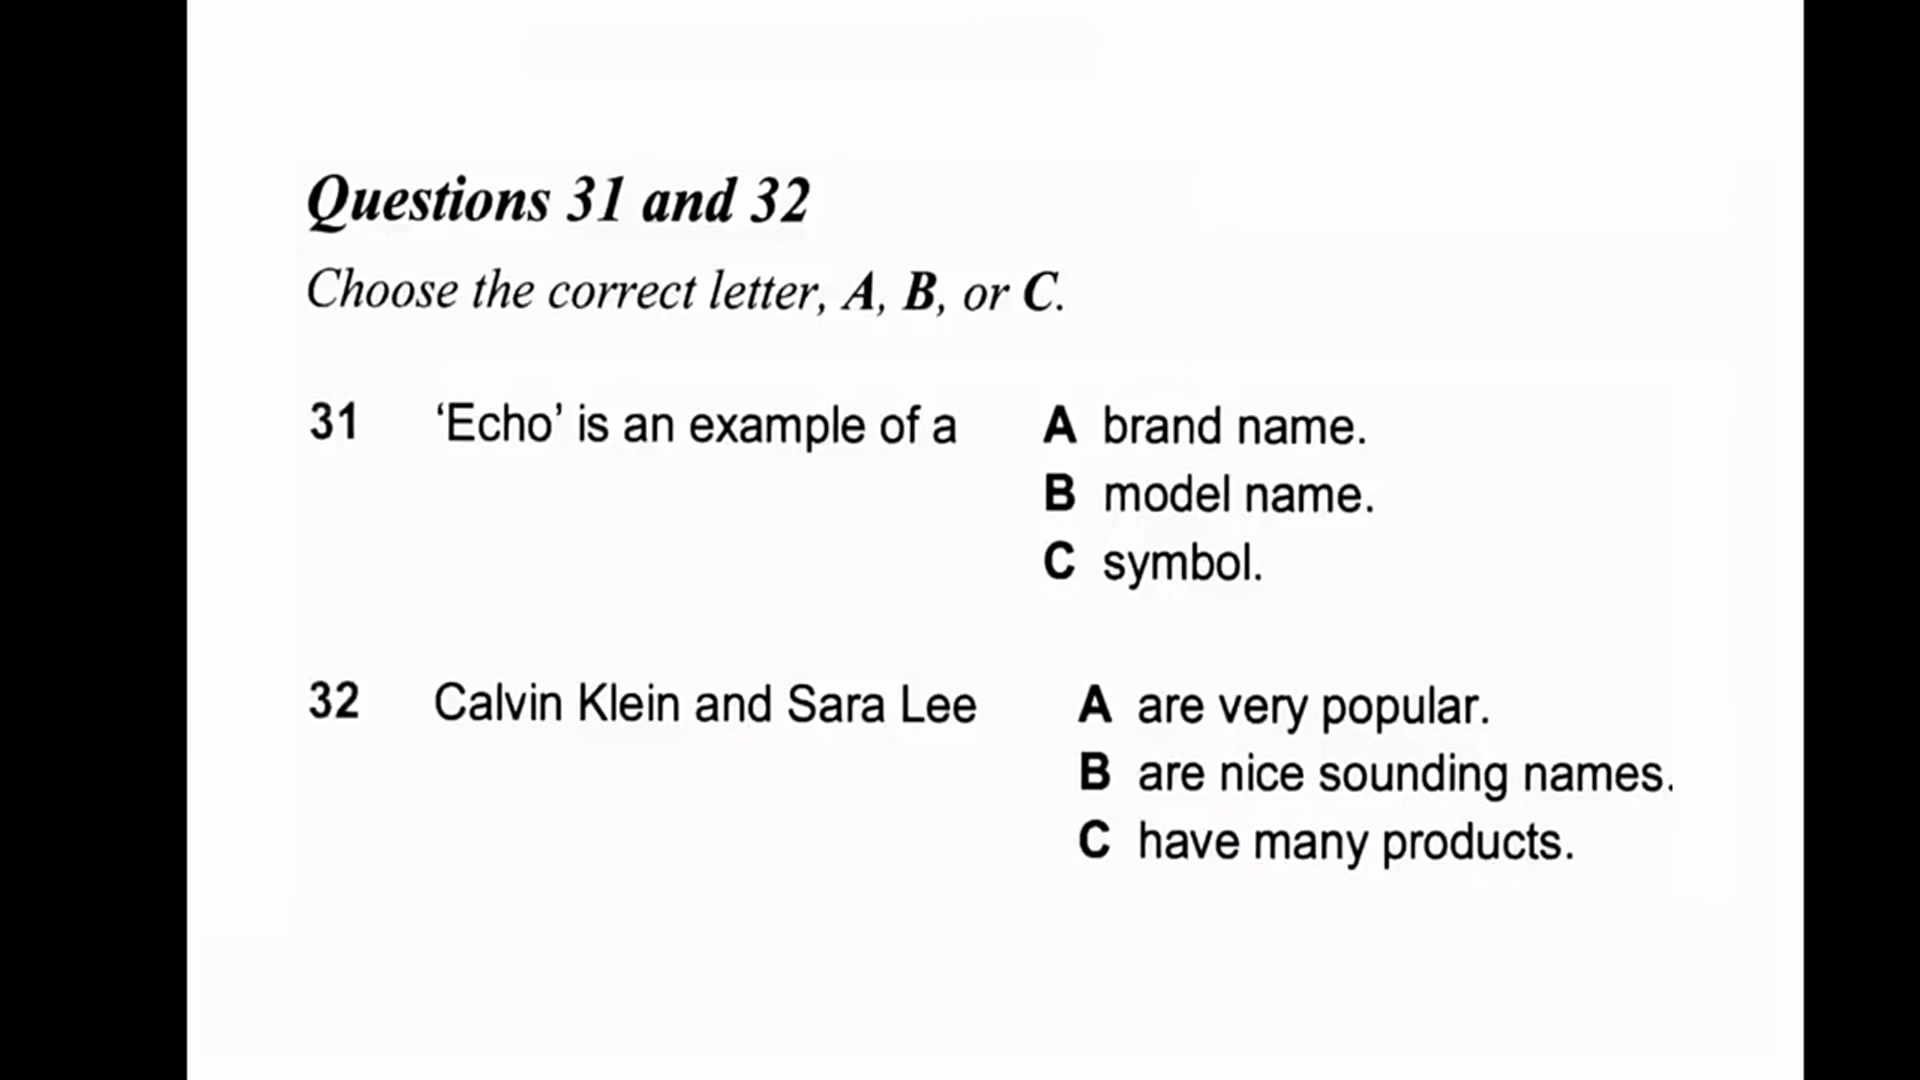 Questions 31 and 32
Choose the correct letter, A, B, or C.
31 ‘Echo’ is an example of a A brand name.
B model name.
C symbol.
32 Calvin Klein and Sara Lee A are very popular.
B are nice sounding names.
C have many products.